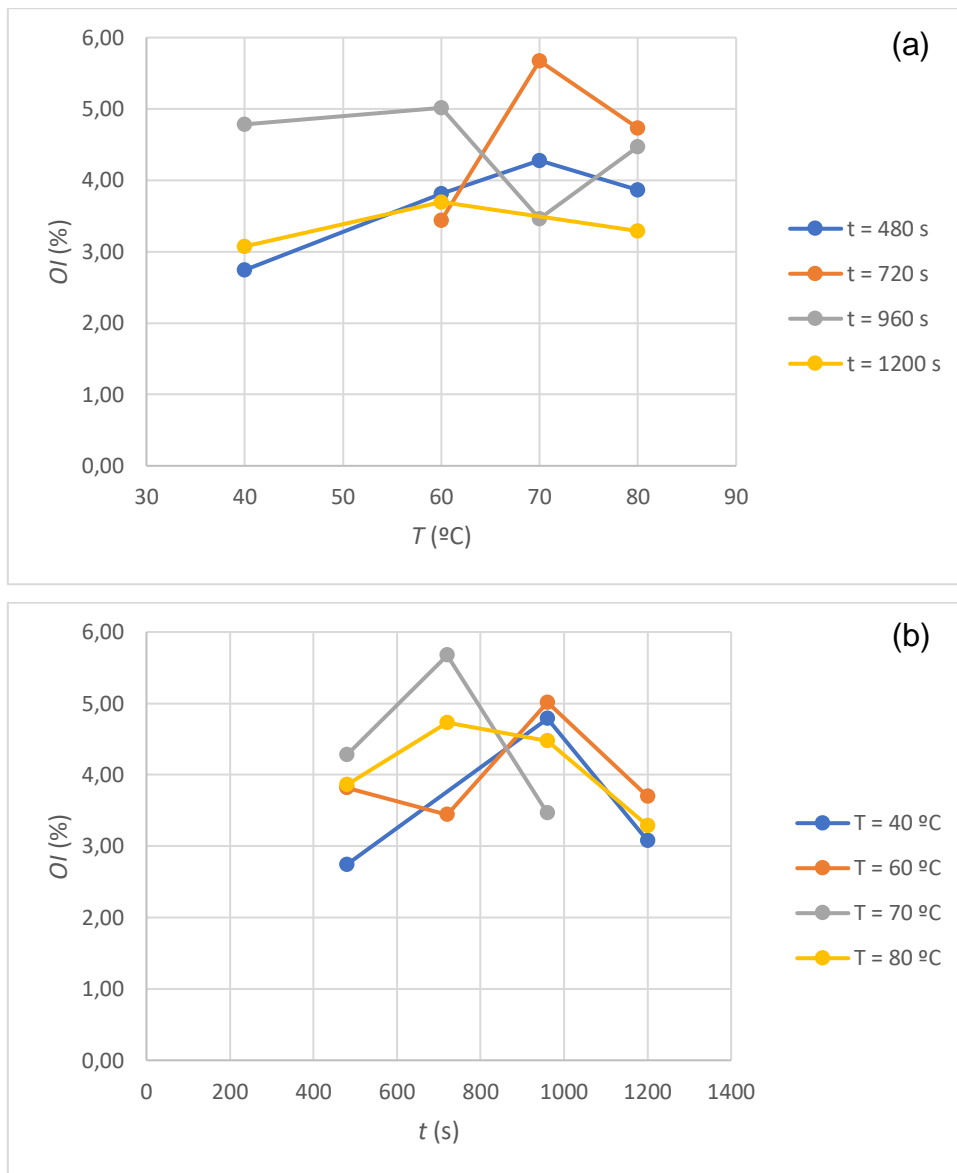 (a)
6,00
5,00
4,00
3,00
2,00
1,00
0,00
OI (%)
30 40 50 60 70 80 90
T (ºC)
t = 480 s
t = 720 s
t = 960 s
t = 1200 s
(b)
6,00
5,00
4,00
3,00
2,00
1,00
0,00
OI (%)
0 200 400 600 800 1000 1200 1400
t (s)
T = 40 ºC
T = 60 ºC
T = 70 ºC
T = 80 ºC